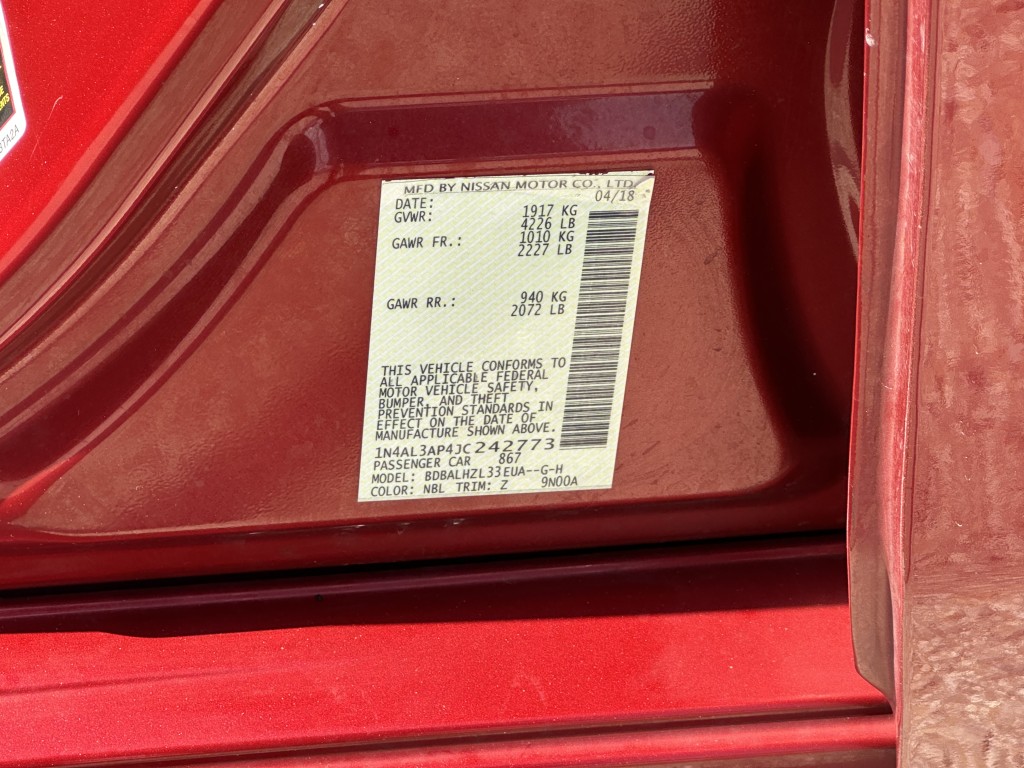 MFD BY NISSAN MOTOR CO., LTD.
DATE: 04/18
GVWR: 1917 KG
4226 LB
GAWR FR.: 1010 KG
2227 LB
GAWR RR.: 940 KG
2072 LB
THIS VEHICLE CONFORMS TO
ALL APPLICABLE FEDERAL
MOTOR VEHICLE SAFETY,
BUMPER, AND THEFT
PREVENTION STANDARDS IN
EFFECT ON THE DATE OF
MANUFACTURE SHOWN ABOVE.
1N4AL3AP4JC242773
PASSENGER CAR 867
MODEL: BDBALHZL33EUA--G-H
COLOR: NBL TRIM: Z 9N00A